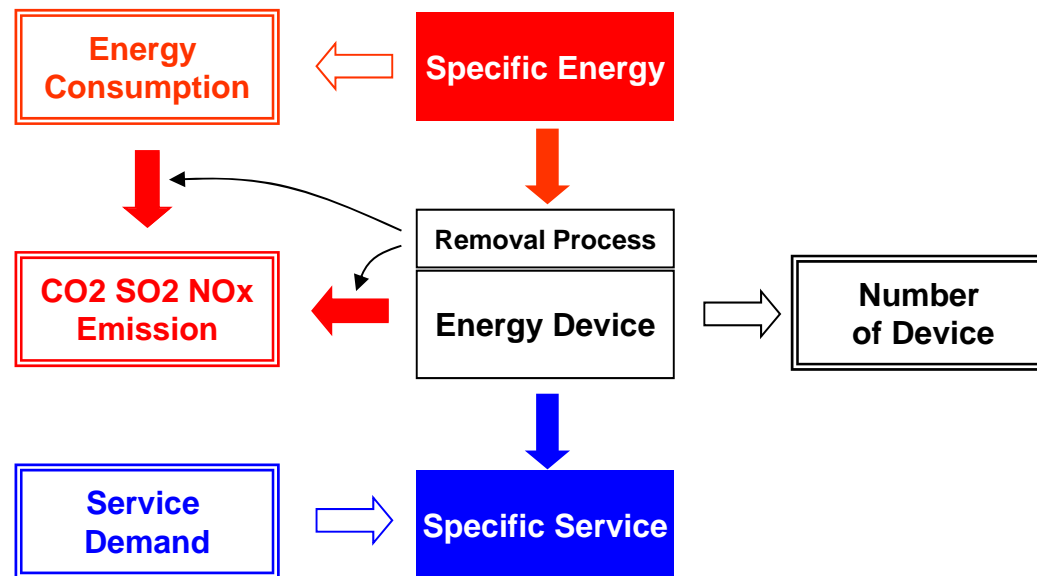 Energy
Consumption
Specific Energy
Removal Process
CO2 SO2 NOx
Emission
Energy Device
Number
of Device
Service
Demand
Specific Service